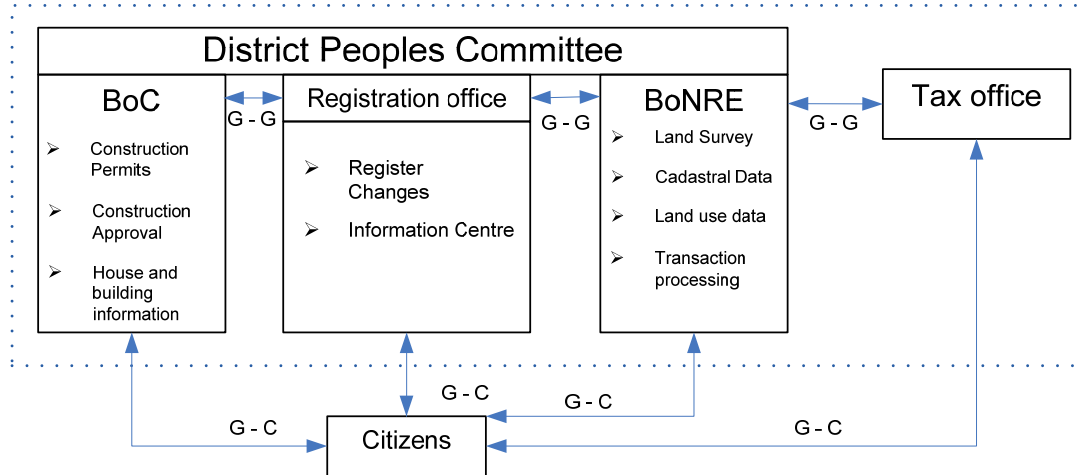 District Peoples Committee
BoC
Construction
Permits
Construction
Approval
House and
building
information
G - G
Registration office
Register
Changes
Information Centre
G - G
BoNRE
Land Survey
Cadastral Data
Land use data
Transaction
processing
G - G
Tax office
G - C
G - C
G - C
G - C
Citizens